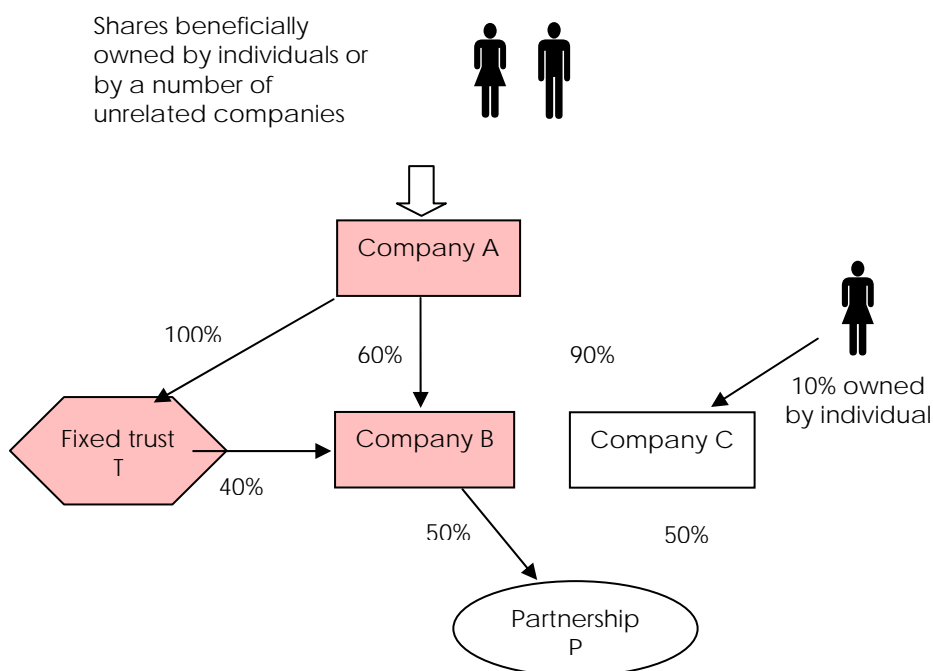 Shares beneficially
owned by individuals or
by a number of
unrelated companies
Company A
100%
60%
90%
10% owned
by individual
Fixed trust
T
40%
Company B
Company C
50%
50%
Partnership
P